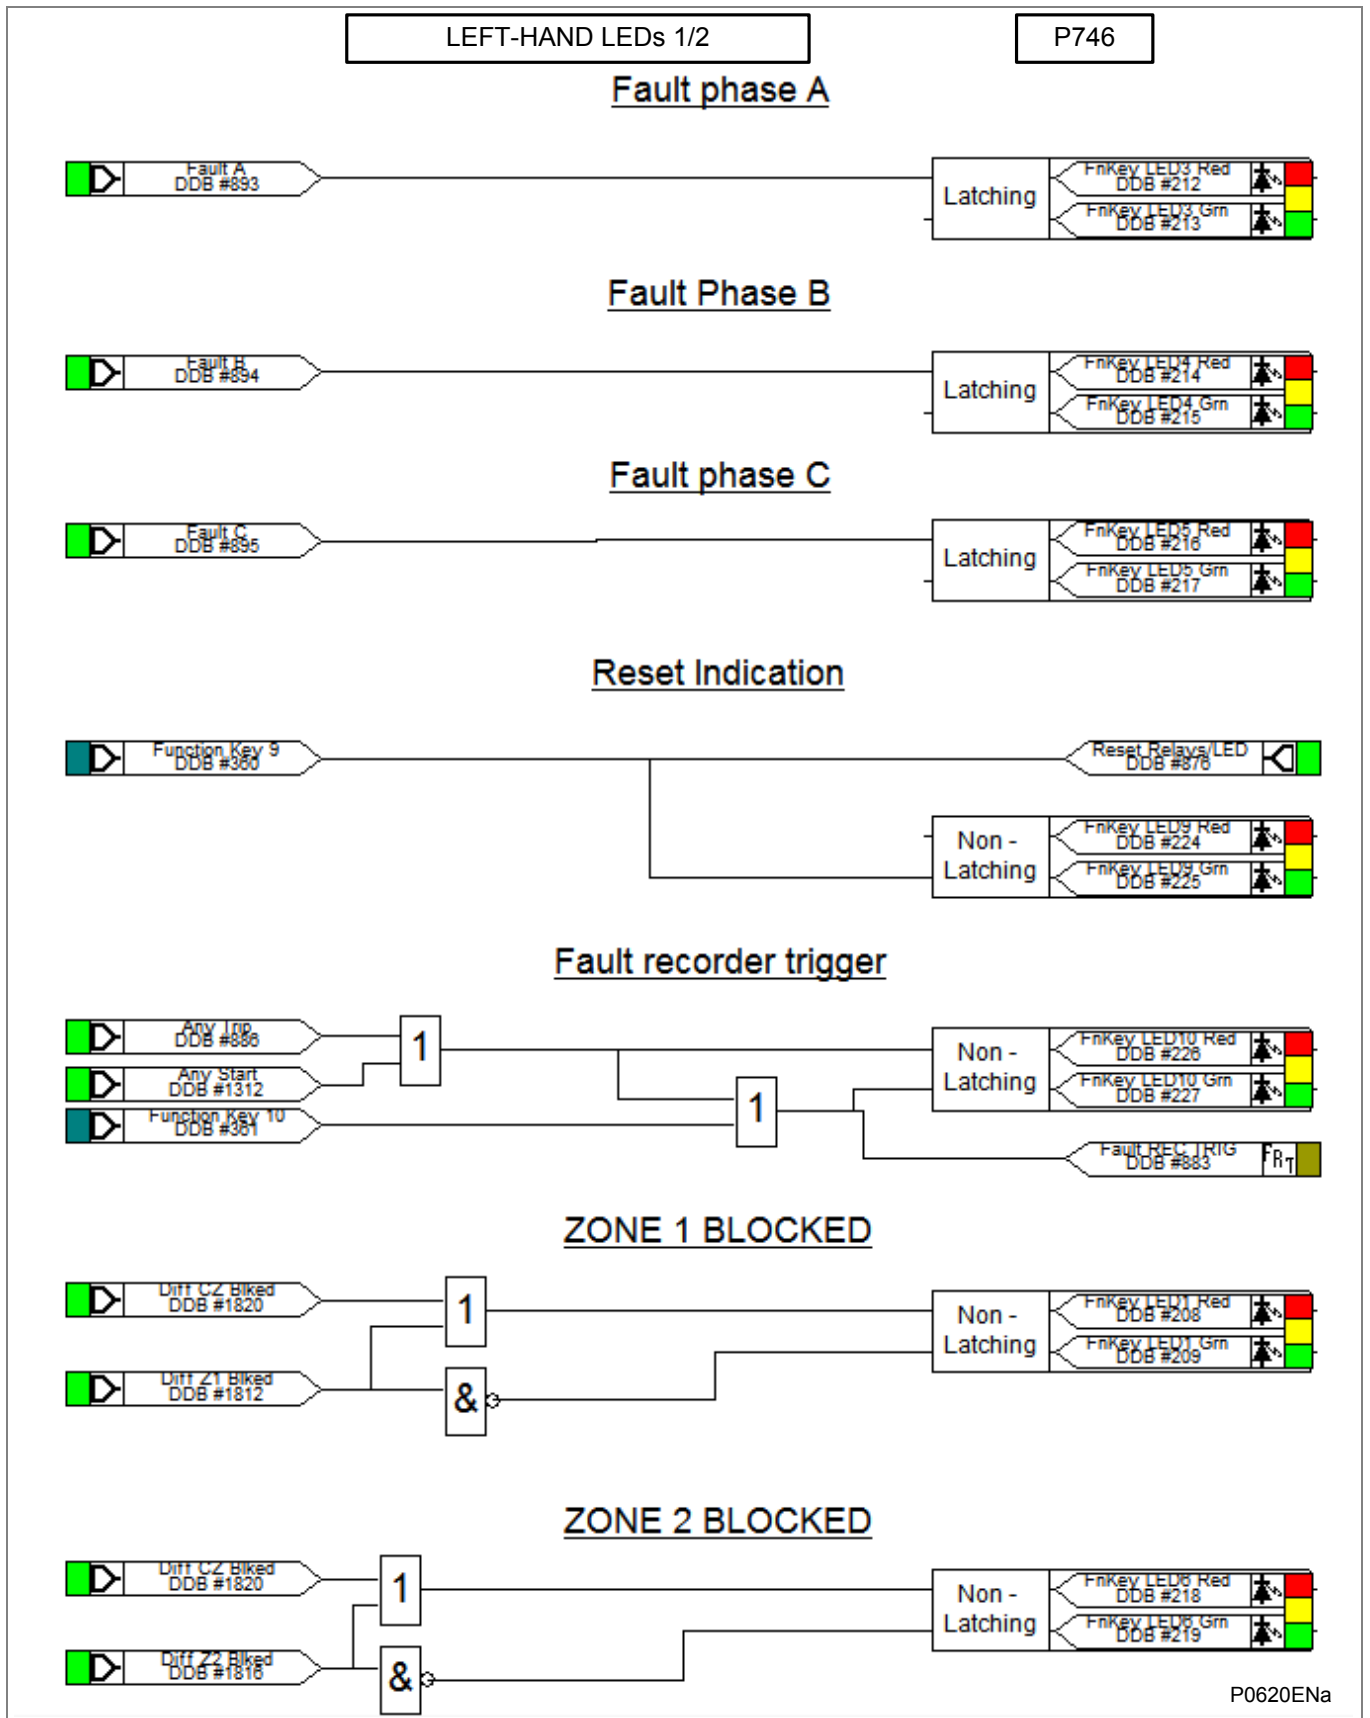 LEFT-HAND LEDs 1/2
P746
Fault phase A
Fault A
DDB #893
Latching
FnKey LED3 Red
DDB #212
FnKey LED3 Grn
DDB #213
Fault Phase B
Fault B
DDB #894
Latching
FnKey LED4 Red
DDB #214
FnKey LED4 Grn
DDB #215
Fault phase C
Fault C
DDB #895
Latching
FnKey LED5 Red
DDB #216
FnKey LED5 Grn
DDB #217
Reset Indication
Function Key 9
DDB #360
Reset Relays/LED
DDB #876
Non -
Latching
FnKey LED9 Red
DDB #224
FnKey LED9 Grn
DDB #225
Fault recorder trigger
Any Trip
DDB #886
Any Start
DDB #1312
Function Key 10
DDB #361
1
1
Non -
Latching
FnKey LED10 Red
DDB #226
FnKey LED10 Grn
DDB #227
Fault REC TRIG
DDB #883
FRT
ZONE 1 BLOCKED
Diff CZ Blked
DDB #1820
Diff Z1 Blked
DDB #1812
1
&
Non -
Latching
FnKey LED1 Red
DDB #208
FnKey LED1 Grn
DDB #209
ZONE 2 BLOCKED
Diff CZ Blked
DDB #1820
Diff Z2 Blked
DDB #1816
1
&
Non -
Latching
FnKey LED6 Red
DDB #218
FnKey LED6 Grn
DDB #219
P0620ENa